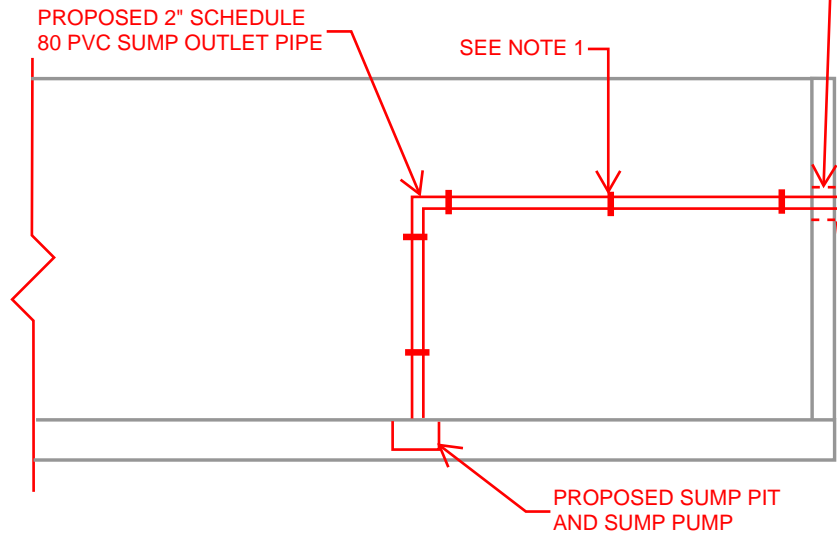 PROPOSED 2" SCHEDULE
80 PVC SUMP OUTLET PIPE
SEE NOTE 1
PROPOSED SUMP PIT
AND SUMP PUMP